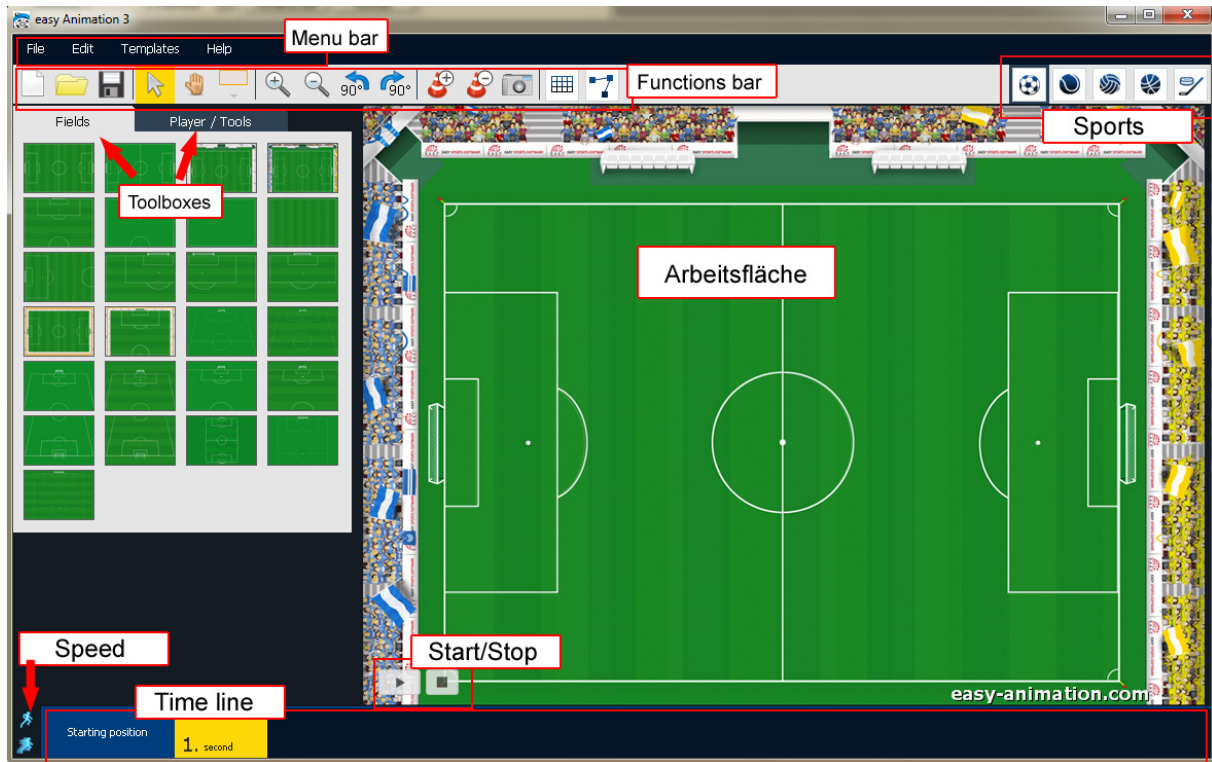 easy Animation 3
Menu bar
File Edit Templates Help
90° 90°
Functions bar
Sports
Fields Player / Tools
Toolboxes
Arbeitsfläche
Speed
Start/Stop
easy-animation.com
Time line
Starting position
1. second